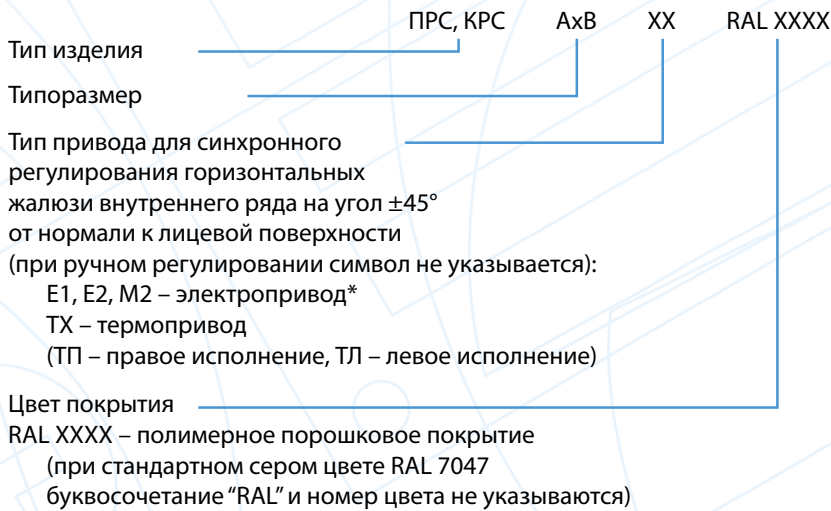 ПРС, КРС АхВ ХХ RAL XXXX
Тип изделия
Типоразмер
Тип привода для синхронного
регулирования горизонтальных
жалюзи внутреннего ряда на угол ±45°
от нормали к лицевой поверхности
(при ручном регулировании символ не указывается):
Е1, Е2, М2 – электропривод*
ТХ – термопривод
(ТП – правое исполнение, ТЛ – левое исполнение)
Цвет покрытия
RAL XXXX – полимерное порошковое покрытие
(при стандартном сером цвете RAL 7047
буквосочетание “RAL” и номер цвета не указываются)